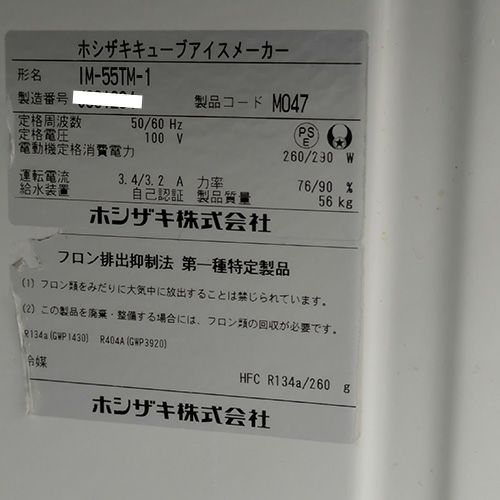 ホシザキキューブアイスメーカー
形名 IM-55TM-1
製造番号 製品コード M047
定格周波数 50/60 Hz
定格電圧 100 V
PS E
電動機定格消費電力 260/290 W
運転電流 3.4/3.2 A 力率 76/90 %
給水装置 自己認証 製品質量 56 kg
ホシザキ株式会社
フロン排出抑制法 第一種特定製品
(1) フロン類をみだりに大気中に放出することは禁じられています。
(2) この製品を廃棄・整備する場合には、フロン類の回収が必要です。
R134a(GWP1430) R404A(GWP3920)
冷媒
HFC R134a/260 g
ホシザキ株式会社